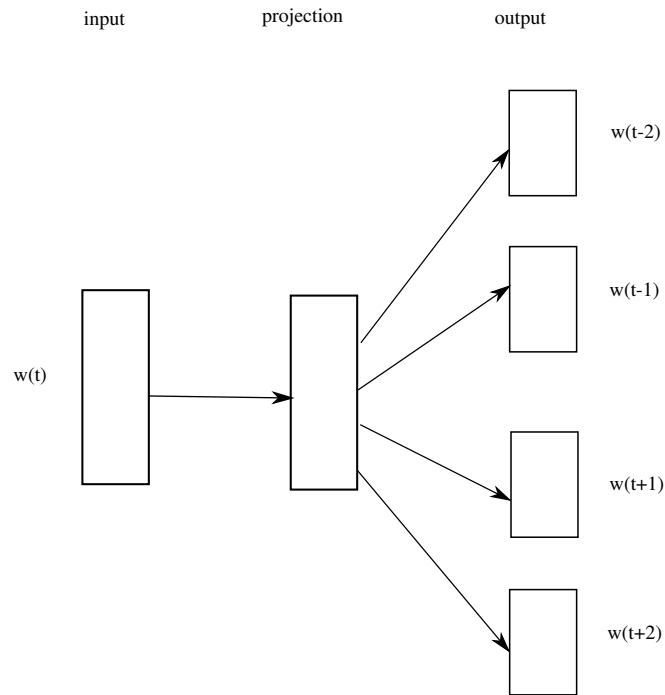 input projection output
w(t-2)
w(t-1)
w(t)
w(t+1)
w(t+2)